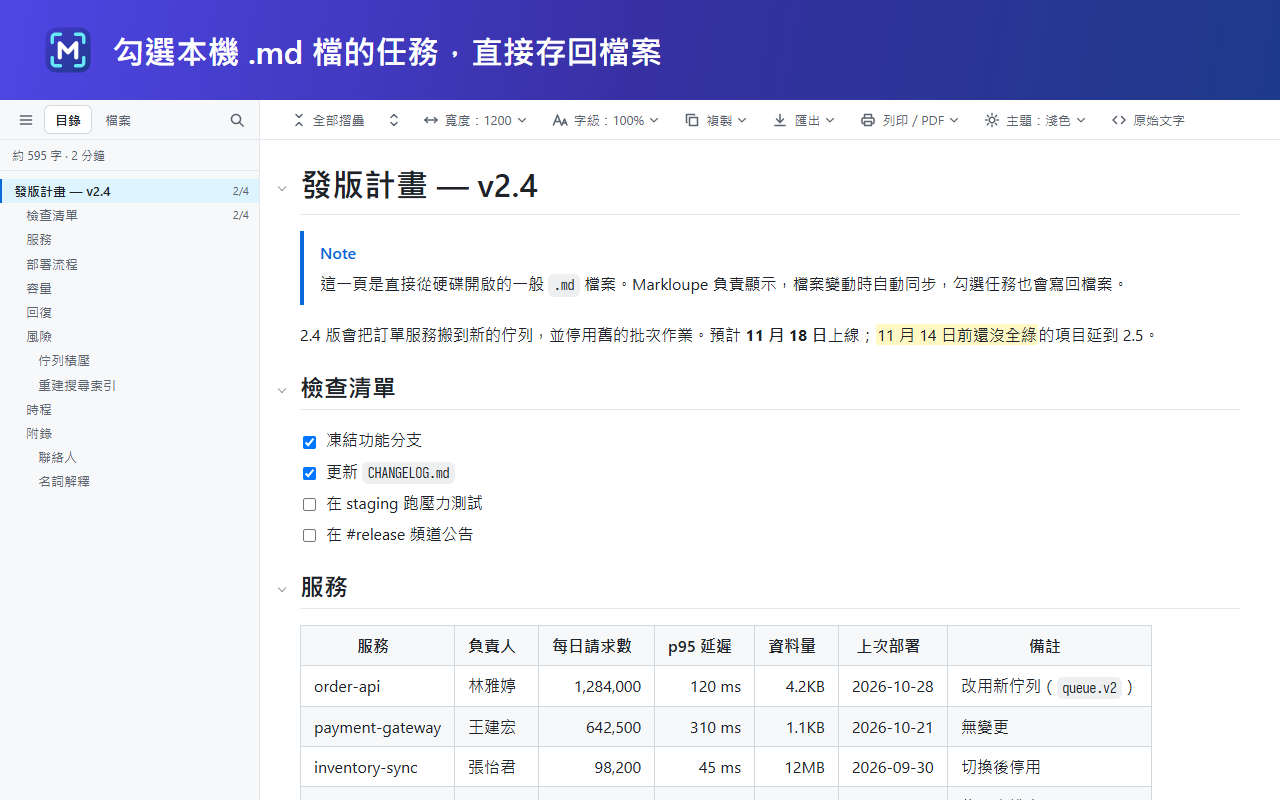 M 勾選本機 .md 檔的任務，直接存回檔案
目錄 檔案
全部摺疊 寬度：1200 字級：100% 複製 匯出 列印 / PDF 主題：淺色 原始文字
約 595 字 · 2 分鐘
發版計畫 — v2.4 2/4
檢查清單 2/4
服務
部署流程
容量
回復
風險
佇列積壓
重建搜尋索引
時程
附錄
聯絡人
名詞解釋
發版計畫 — v2.4
Note
這一頁是直接從硬碟開啟的一般 .md 檔案。Markloupe 負責顯示，檔案變動時自動同步，勾選任務也會寫回檔案。
2.4 版會把訂單服務搬到新的佇列，並停用舊的批次作業。預計 11 月 18 日上線；11 月 14 日前還沒全綠的項目延到 2.5。
檢查清單
凍結功能分支
更新 CHANGELOG.md
在 staging 跑壓力測試
在 #release 頻道公告
服務
服務 負責人 每日請求數 p95 延遲 資料量 上次部署 備註
order-api 林雅婷 1,284,000 120 ms 4.2KB 2026-10-28 改用新佇列（queue.v2）
payment-gateway 王建宏 642,500 310 ms 1.1KB 2026-10-21 無變更
inventory-sync 張怡君 98,200 45 ms 12MB 2026-09-30 切換後停用